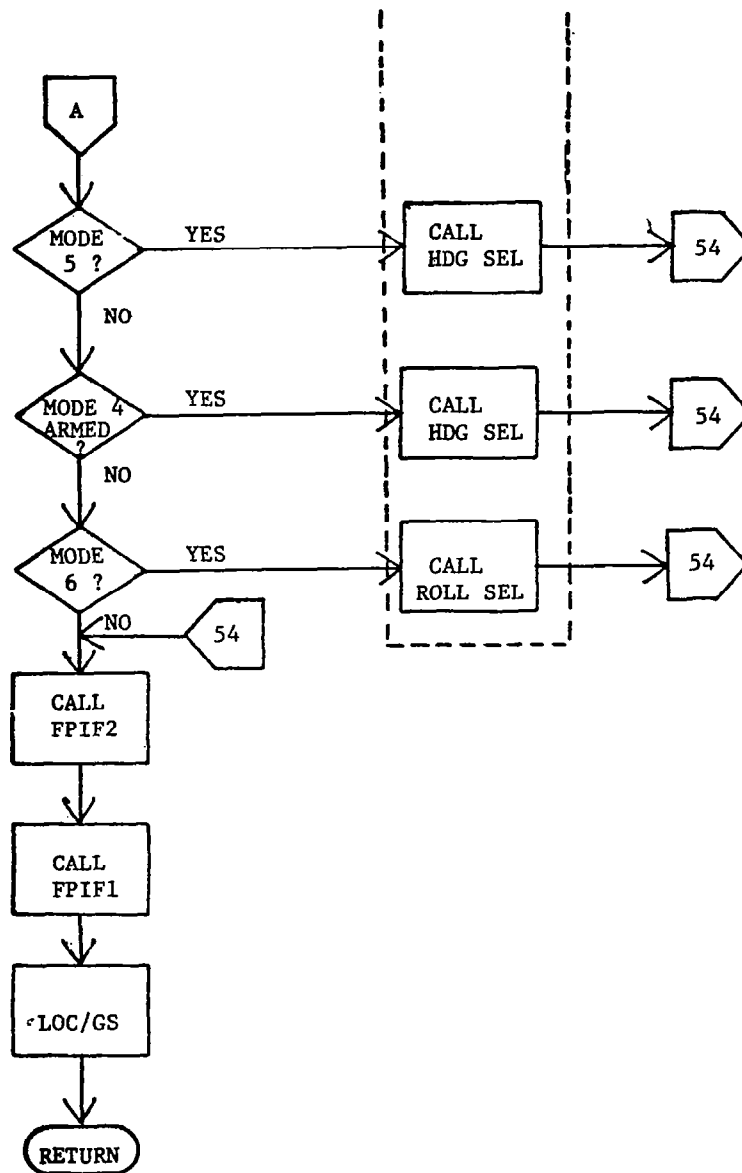 A
MODE
5 ?
YES
CALL
HDG SEL
54
NO
MODE 4
ARMED
?
YES
CALL
HDG SEL
54
NO
MODE
6 ?
YES
CALL
ROLL SEL
54
NO
54
CALL
FPIF2
CALL
FPIF1
LOC/GS
RETURN